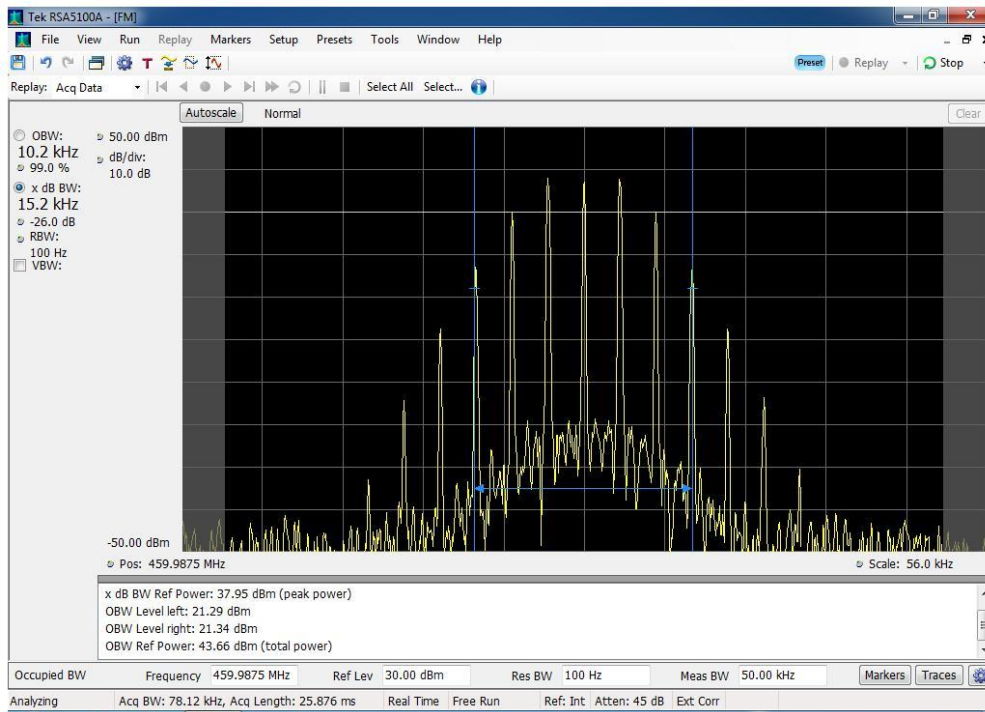 Tek RSA5100A - [FM]
File View Run Replay Markers Setup Presets Tools Window Help
Preset Replay Stop
Replay: Acq Data Select All Select...
Autoscale Normal Clear
OBW:
10.2 kHz
99.0 %
x dB BW:
15.2 kHz
-26.0 dB
RBW:
100 Hz
VBW:
50.00 dBm
dB/div:
10.0 dB
-50.00 dBm
Pos: 459.9875 MHz Scale: 56.0 kHz
x dB BW Ref Power: 37.95 dBm (peak power)
OBW Level left: 21.29 dBm
OBW Level right: 21.34 dBm
OBW Ref Power: 43.66 dBm (total power)
Occupied BW Frequency 459.9875 MHz Ref Lev 30.00 dBm Res BW 100 Hz Meas BW 50.00 kHz Markers Traces
Analyzing Acq BW: 78.12 kHz, Acq Length: 25.876 ms Real Time Free Run Ref: Int Atten: 45 dB Ext Corr